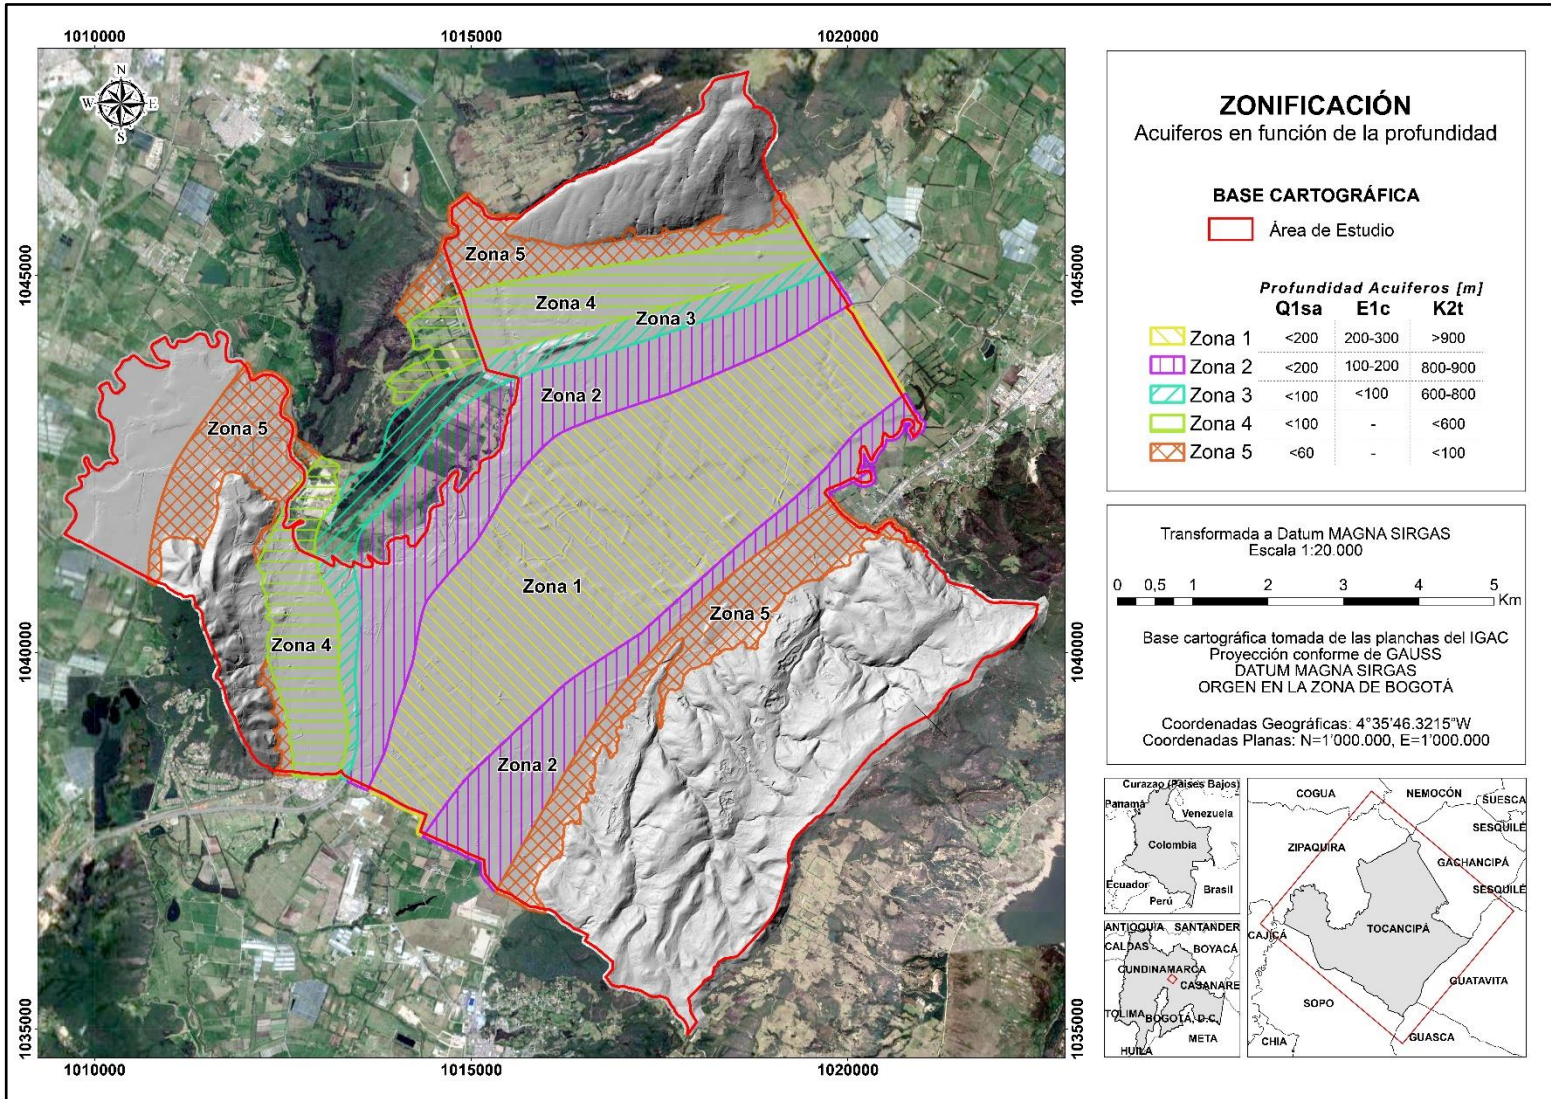 1010000
1015000
1020000
N
W
E
S
1045000
1040000
1035000
Zona 5
Zona 4
Zona 3
Zona 2
Zona 5
Zona 1
Zona 5
Zona 4
Zona 2
1045000
1040000
1035000
1010000
1015000
1020000
ZONIFICACIÓN
Acuiferos en función de la profundidad
BASE CARTOGRÁFICA
Área de Estudio
Profundidad Acuiferos [m]
Q1sa E1c K2t
Zona 1 <200 200-300 >900
Zona 2 <200 100-200 800-900
Zona 3 <100 <100 600-800
Zona 4 <100 - <600
Zona 5 <60 - <100
Transformada a Datum MAGNA SIRGAS
Escala 1:20.000
0 0,5 1 2 3 4 5
Km
Base cartográfica tomada de las planchas del IGAC
Proyección conforme de GAUSS
DATUM MAGNA SIRGAS
ORGEN EN LA ZONA DE BOGOTÁ
Coordenadas Geográficas: 4°35'46.3215"W
Coordenadas Planas: N=1'000.000, E=1'000.000
Curazao (Países Bajos)
Panamá
Venezuela
Colombia
Ecuador
Brasil
Perú
ANTIOQUIA SANTANDER
CALDAS BOYACÁ
CUNDINAMARCA
CASANARE
TOLIMA BOGOTÁ, D.C.
META
HUILA
COGUA NEMOCÓN
SUESCA
SESQUILÉ
ZIPAQUIRA
GACHANCIPÁ
SESQUILÉ
CAJICÁ
TOCANCIPÁ
GUATAVITA
SOPO
CHIA
GUASCA